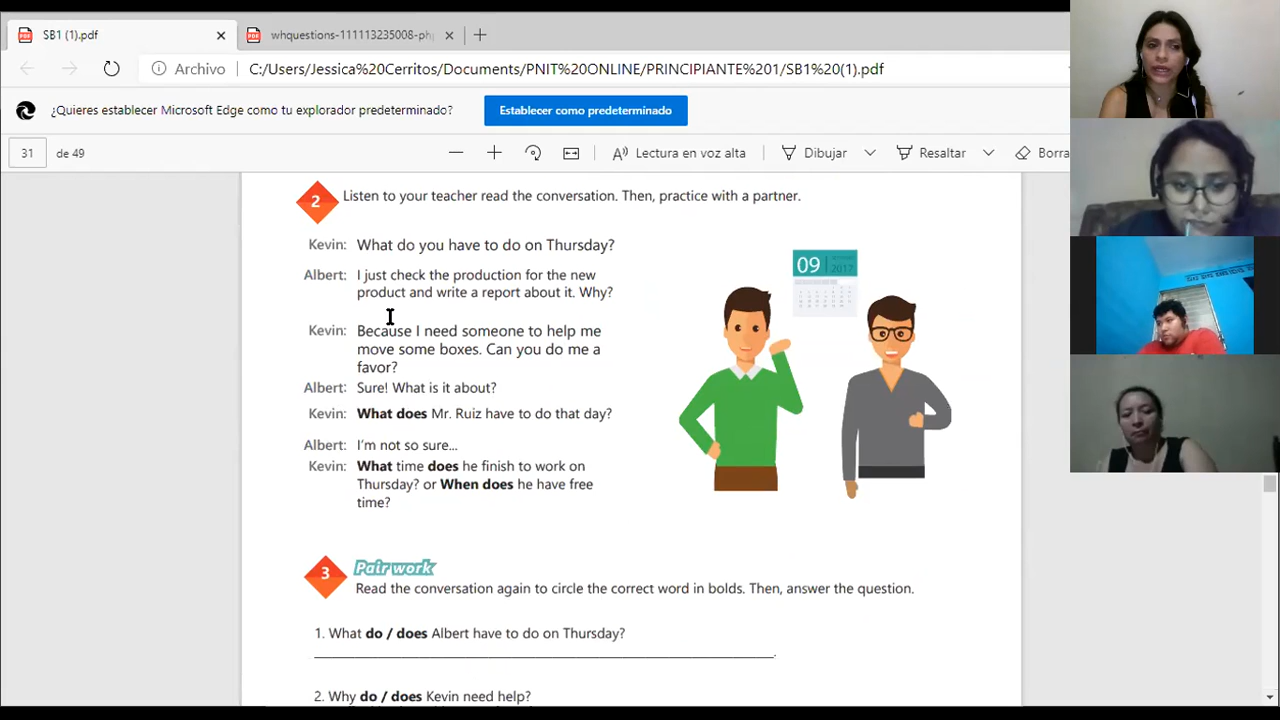 SB1 (1).pdf
whquestions-111113235008-ph
Archivo C:/Users/Jessica%20Cerritos/Documents/PNIT%20ONLINE/PRINCIPIANTE%201/SB1%20(1).pdf
¿Quieres establecer Microsoft Edge como tu explorador predeterminado? Establecer como predeterminado
31 de 49 Lectura en voz alta Dibujar Resaltar Borra
2 Listen to your teacher read the conversation. Then, practice with a partner.
Kevin: What do you have to do on Thursday?
Albert: I just check the production for the new
product and write a report about it. Why?
Kevin: Because I need someone to help me
move some boxes. Can you do me a
favor?
Albert: Sure! What is it about?
Kevin: What does Mr. Ruiz have to do that day?
Albert: I'm not so sure...
Kevin: What time does he finish to work on
Thursday? or When does he have free
time?
09
2017
3 Pair work
Read the conversation again to circle the correct word in bolds. Then, answer the question.
1. What do / does Albert have to do on Thursday?
2. Why do / does Kevin need help?